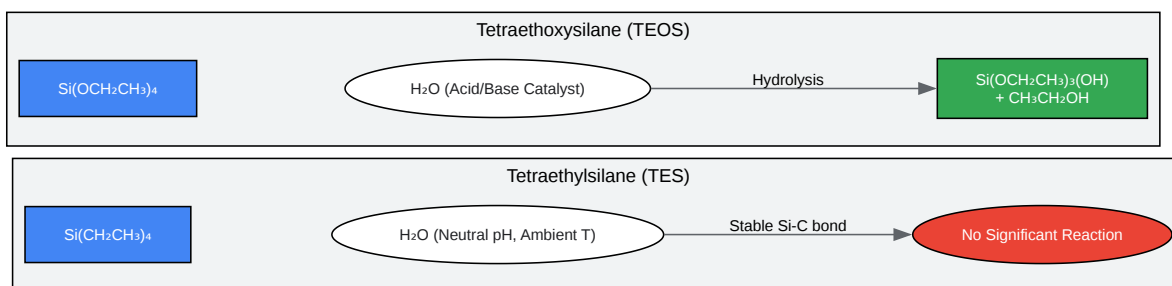 Tetraethoxysilane (TEOS)
Si(OCH₂CH₃)₄
H₂O (Acid/Base Catalyst)
Hydrolysis
Si(OCH₂CH₃)₃(OH)
+ CH₃CH₂OH
Tetraethylsilane (TES)
Si(CH₂CH₃)₄
H₂O (Neutral pH, Ambient T)
Stable Si-C bond
No Significant Reaction